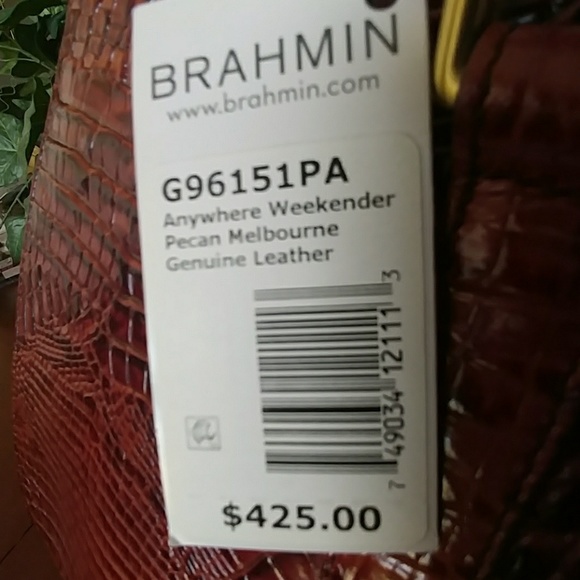 BRAHMIN
www.brahmin.com
G96151PA
Anywhere Weekender
Pecan Melbourne
Genuine Leather
7 49034 12111 3
$425.00